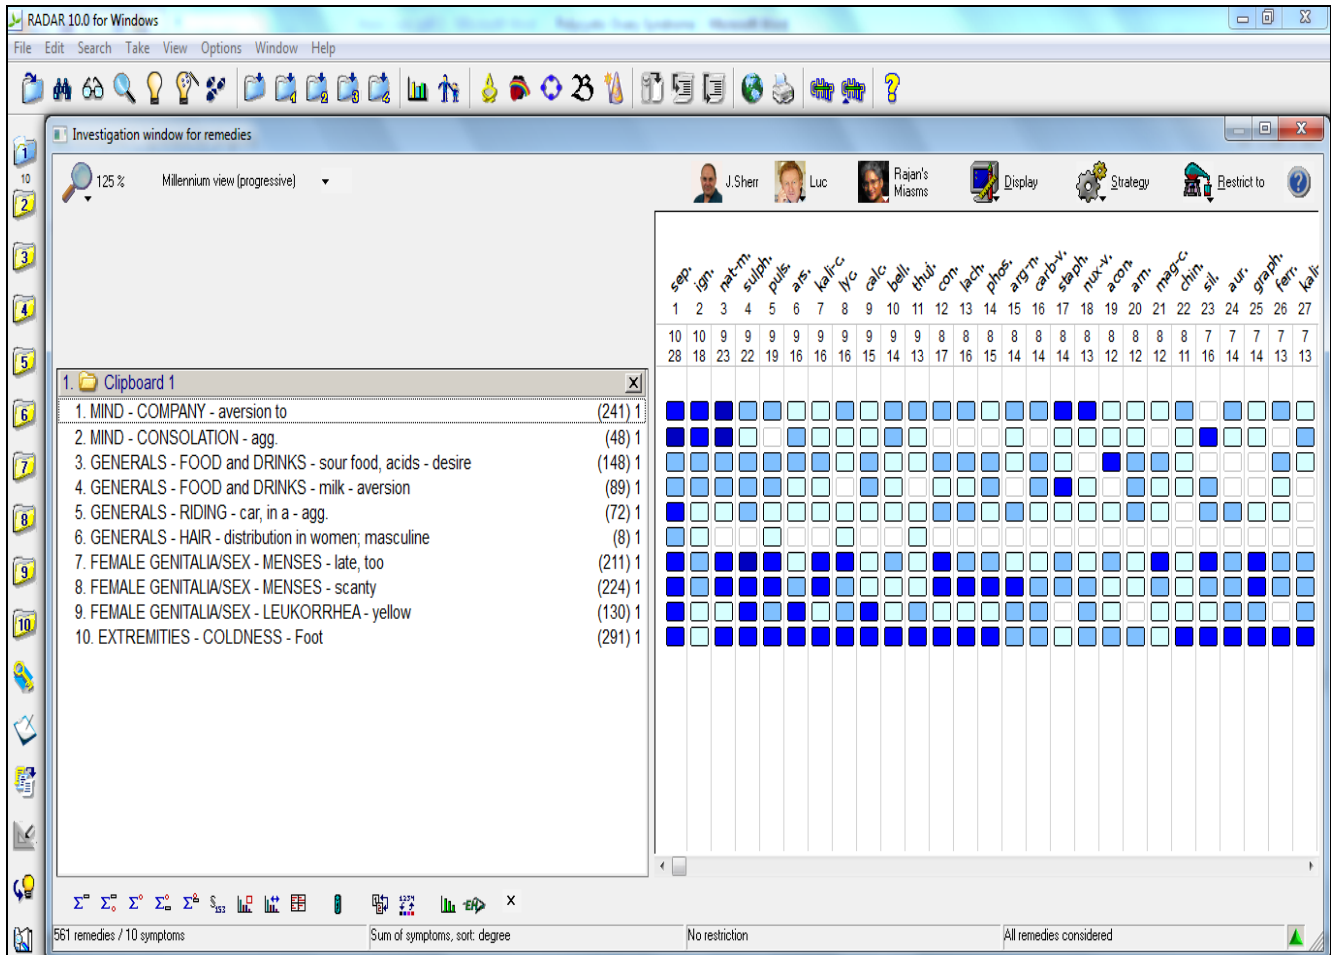 RADAR 10.0 for Windows
File Edit Search Take View Options Window Help
Investigation window for remedies
1
10
2
3
4
5
6
7
8
9
10
125 % Millennium view (progressive) J.Sherr Luc Rajan's Miasms Display Strategy Restrict to
sep. ign. nat-m. sulph. puls. ars. kali-c. lyc. calc. bell. thuj. con. lach. phos. arg-n. carb-v. staph. nux-v. acon. am. mag-c. chin. sil. aur. graph. ferr. kali-
1 2 3 4 5 6 7 8 9 10 11 12 13 14 15 16 17 18 19 20 21 22 23 24 25 26 27
10 10 9 9 9 9 9 9 9 9 9 8 8 8 8 8 8 8 8 8 8 8 7 7 7 7 7
28 18 23 22 19 16 16 16 15 14 13 17 16 15 14 14 14 13 12 12 12 11 16 14 14 13 13
1. Clipboard 1 X
1. MIND - COMPANY - aversion to (241) 1
2. MIND - CONSOLATION - agg. (48) 1
3. GENERALS - FOOD and DRINKS - sour food, acids - desire (148) 1
4. GENERALS - FOOD and DRINKS - milk - aversion (89) 1
5. GENERALS - RIDING - car, in a - agg. (72) 1
6. GENERALS - HAIR - distribution in women; masculine (8) 1
7. FEMALE GENITALIA/SEX - MENSES - late, too (211) 1
8. FEMALE GENITALIA/SEX - MENSES - scanty (224) 1
9. FEMALE GENITALIA/SEX - LEUKORRHEA - yellow (130) 1
10. EXTREMITIES - COLDNESS - Foot (291) 1
561 remedies / 10 symptoms Sum of symptoms, sort: degree No restriction All remedies considered